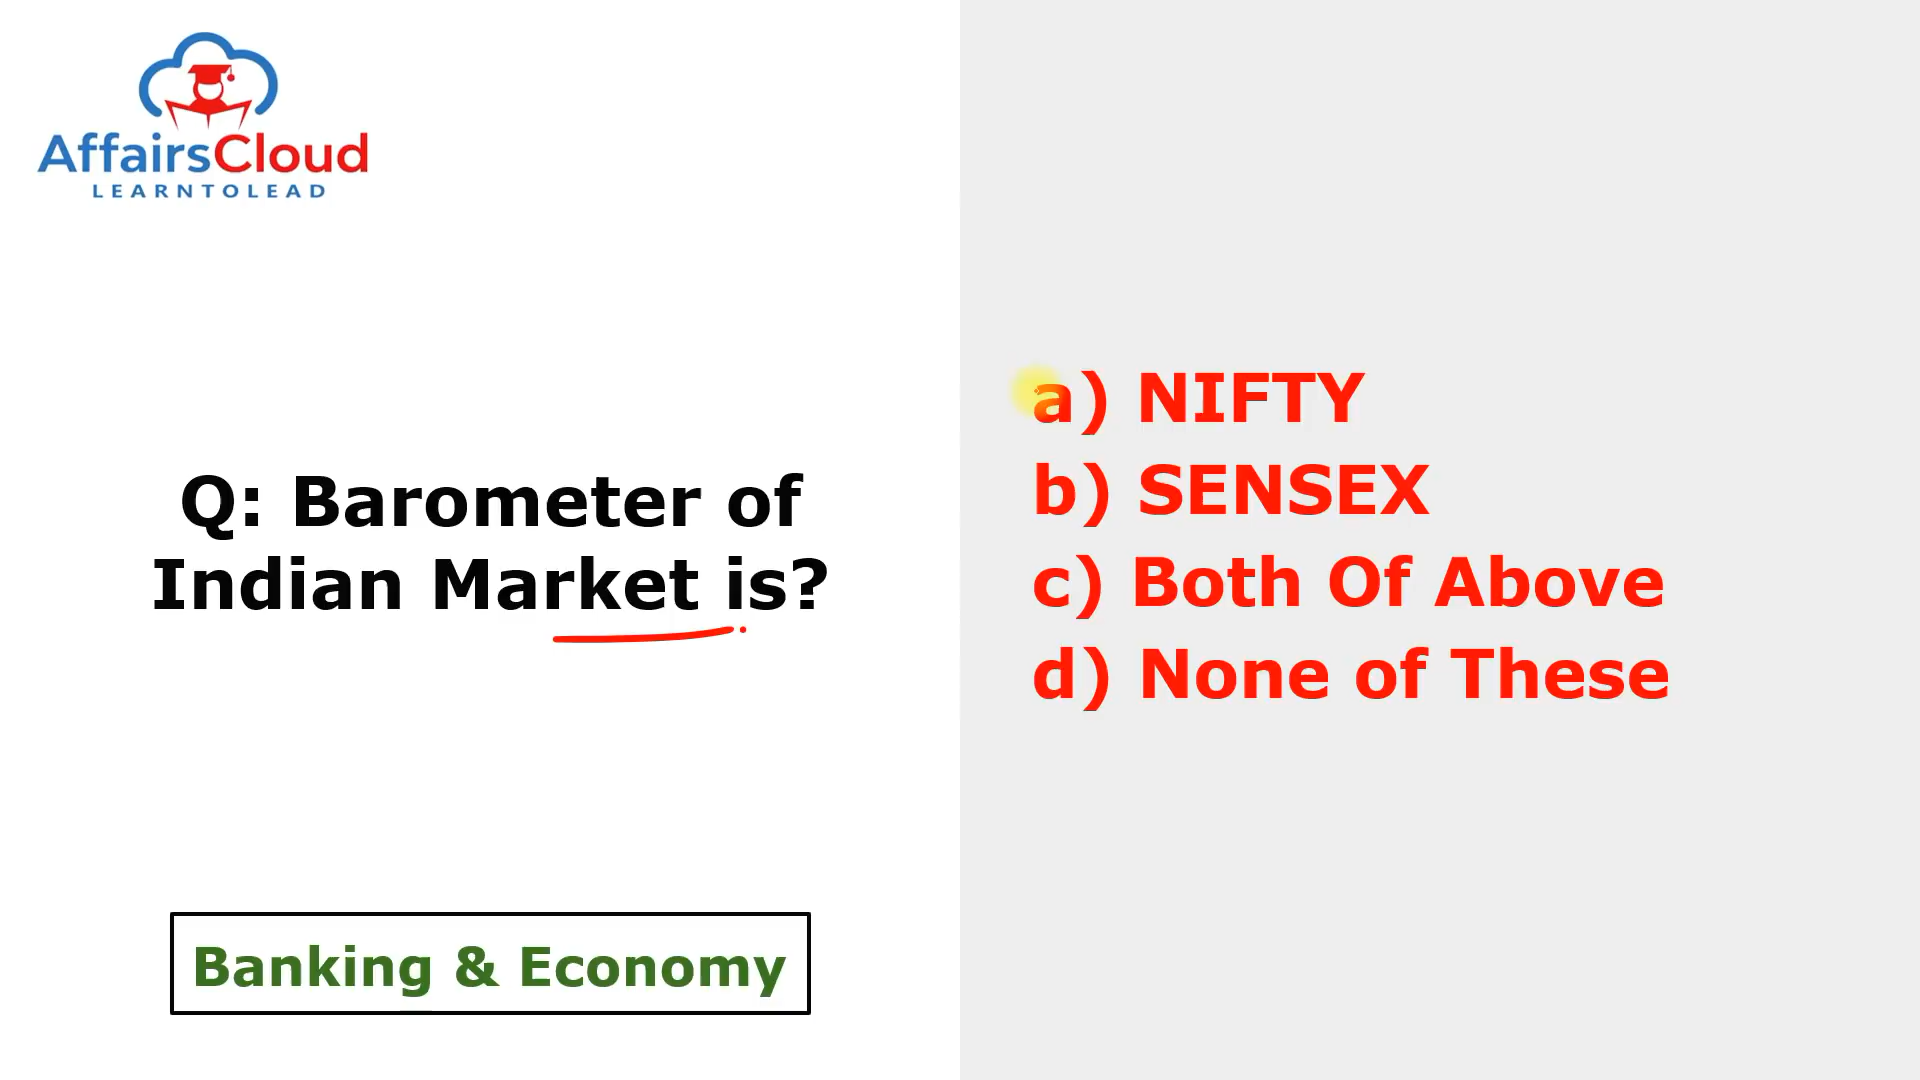 AffairsCloud
LEARNTOLEAD
Q: Barometer of
Indian Market is?
Banking & Economy
a) NIFTY
b) SENSEX
c) Both Of Above
d) None of These